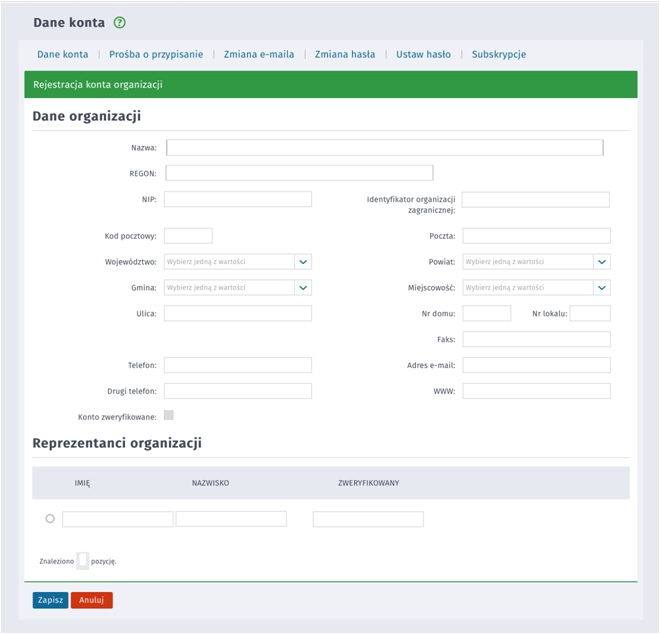 Dane konta ?
Dane konta | Prośba o przypisanie | Zmiana e-maila | Zmiana hasła | Ustaw hasło | Subskrypcje
Rejestracja konta organizacji
Dane organizacji
Nazwa:
REGON:
NIP: Identyfikator organizacji
zagranicznej:
Kod pocztowy: Poczta:
Województwo: Wybierz jedną z wartości Powiat: Wybierz jedną z wartości
Gmina: Wybierz jedną z wartości Miejscowość: Wybierz jedną z wartości
Ulica: Nr domu: Nr lokalu:
Faks:
Telefon: Adres e-mail:
Drugi telefon: WWW:
Konto zweryfikowane:
Reprezentanci organizacji
IMIĘ NAZWISKO ZWERYFIKOWANY
Znaleziono pozycję.
Zapisz Anuluj